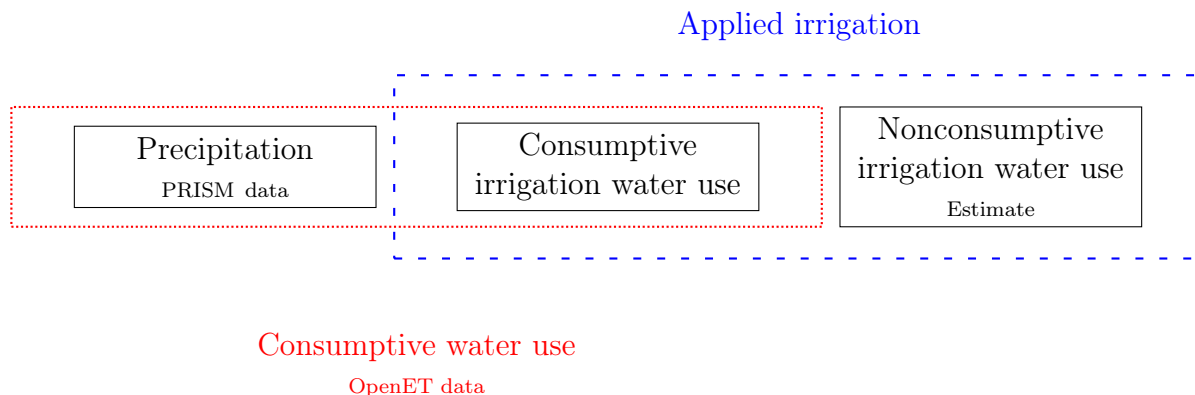 Applied irrigation
Precipitation
PRISM data
Consumptive
irrigation water use
Nonconsumptive
irrigation water use
Estimate
Consumptive water use
OpenET data